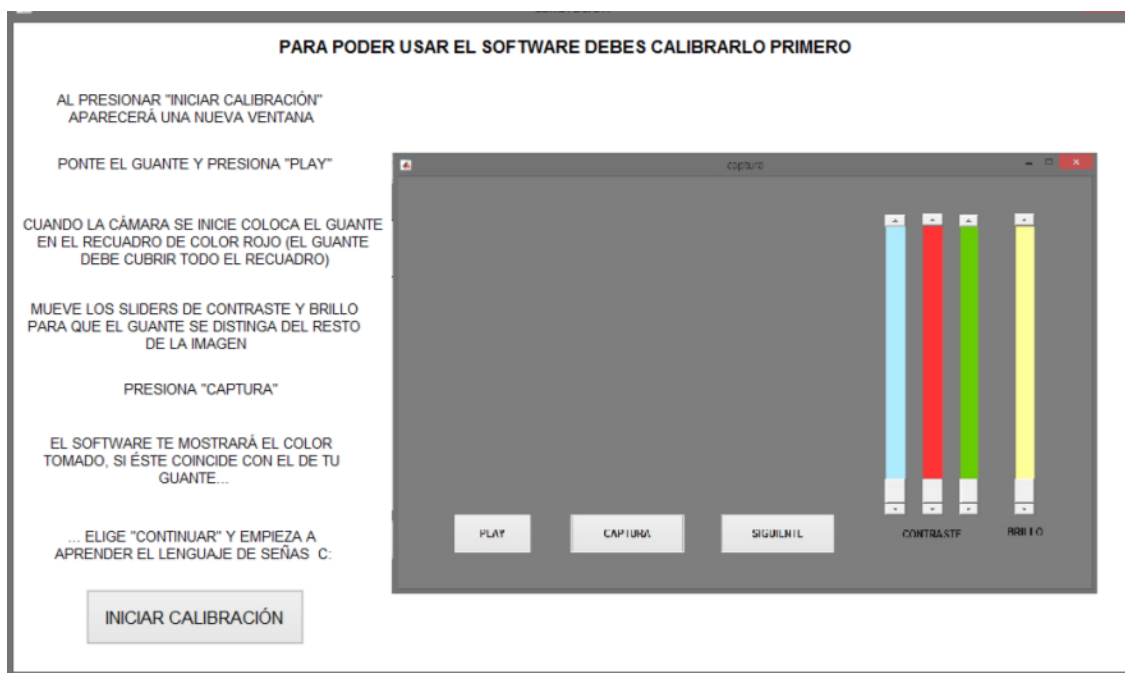 PARA PODER USAR EL SOFTWARE DEBES CALIBRARLO PRIMERO
AL PRESIONAR "INICIAR CALIBRACIÓN"
APARECERÁ UNA NUEVA VENTANA
PONTE EL GUANTE Y PRESIONA "PLAY"
CUANDO LA CÁMARA SE INICIE COLOCA EL GUANTE
EN EL RECUADRO DE COLOR ROJO (EL GUANTE
DEBE CUBRIR TODO EL RECUADRO)
MUEVE LOS SLIDERS DE CONTRASTE Y BRILLO
PARA QUE EL GUANTE SE DISTINGA DEL RESTO
DE LA IMAGEN
PRESIONA "CAPTURA"
EL SOFTWARE TE MOSTRARÁ EL COLOR
TOMADO, SI ÉSTE COINCIDE CON EL DE TU
GUANTE...
... ELIGE "CONTINUAR" Y EMPIEZA A
APRENDER EL LENGUAJE DE SEÑAS C:
INICIAR CALIBRACIÓN
captura
PLAY
CAPTURA
SIGUIENTE
CONTRASTE
BRILLO